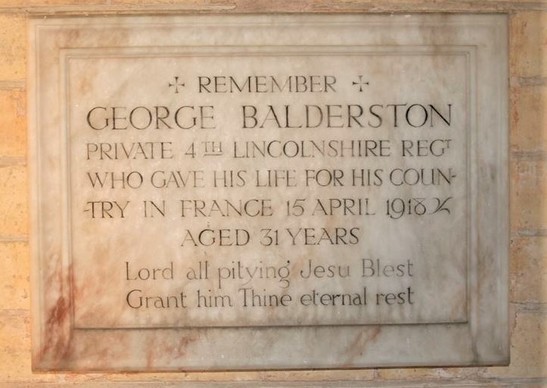 ✢ REMEMBER ✢
GEORGE BALDERSTON
PRIVATE 4TH LINCOLNSHIRE REGT
WHO GAVE HIS LIFE FOR HIS COUN-
-TRY IN FRANCE 15 APRIL 1918
AGED 31 YEARS
Lord all pitying Jesu Blest
Grant him Thine eternal rest